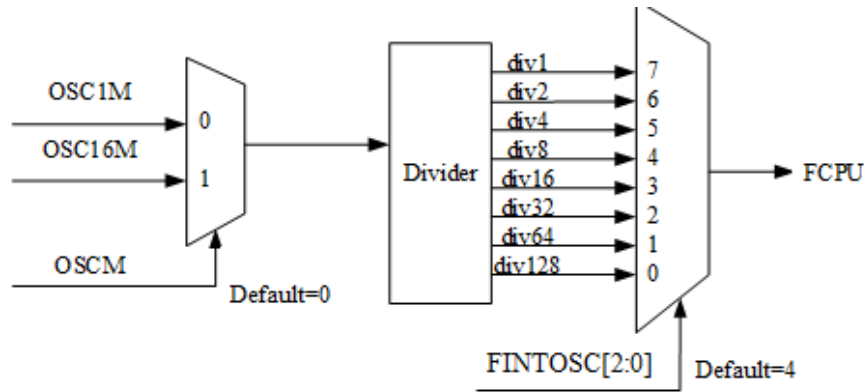 OSC1M
OSC16M
OSCM
0
1
Default=0
Divider
div1
div2
div4
div8
div16
div32
div64
div128
7
6
5
4
3
2
1
0
FCPU
FINTOSC[2:0]
Default=4